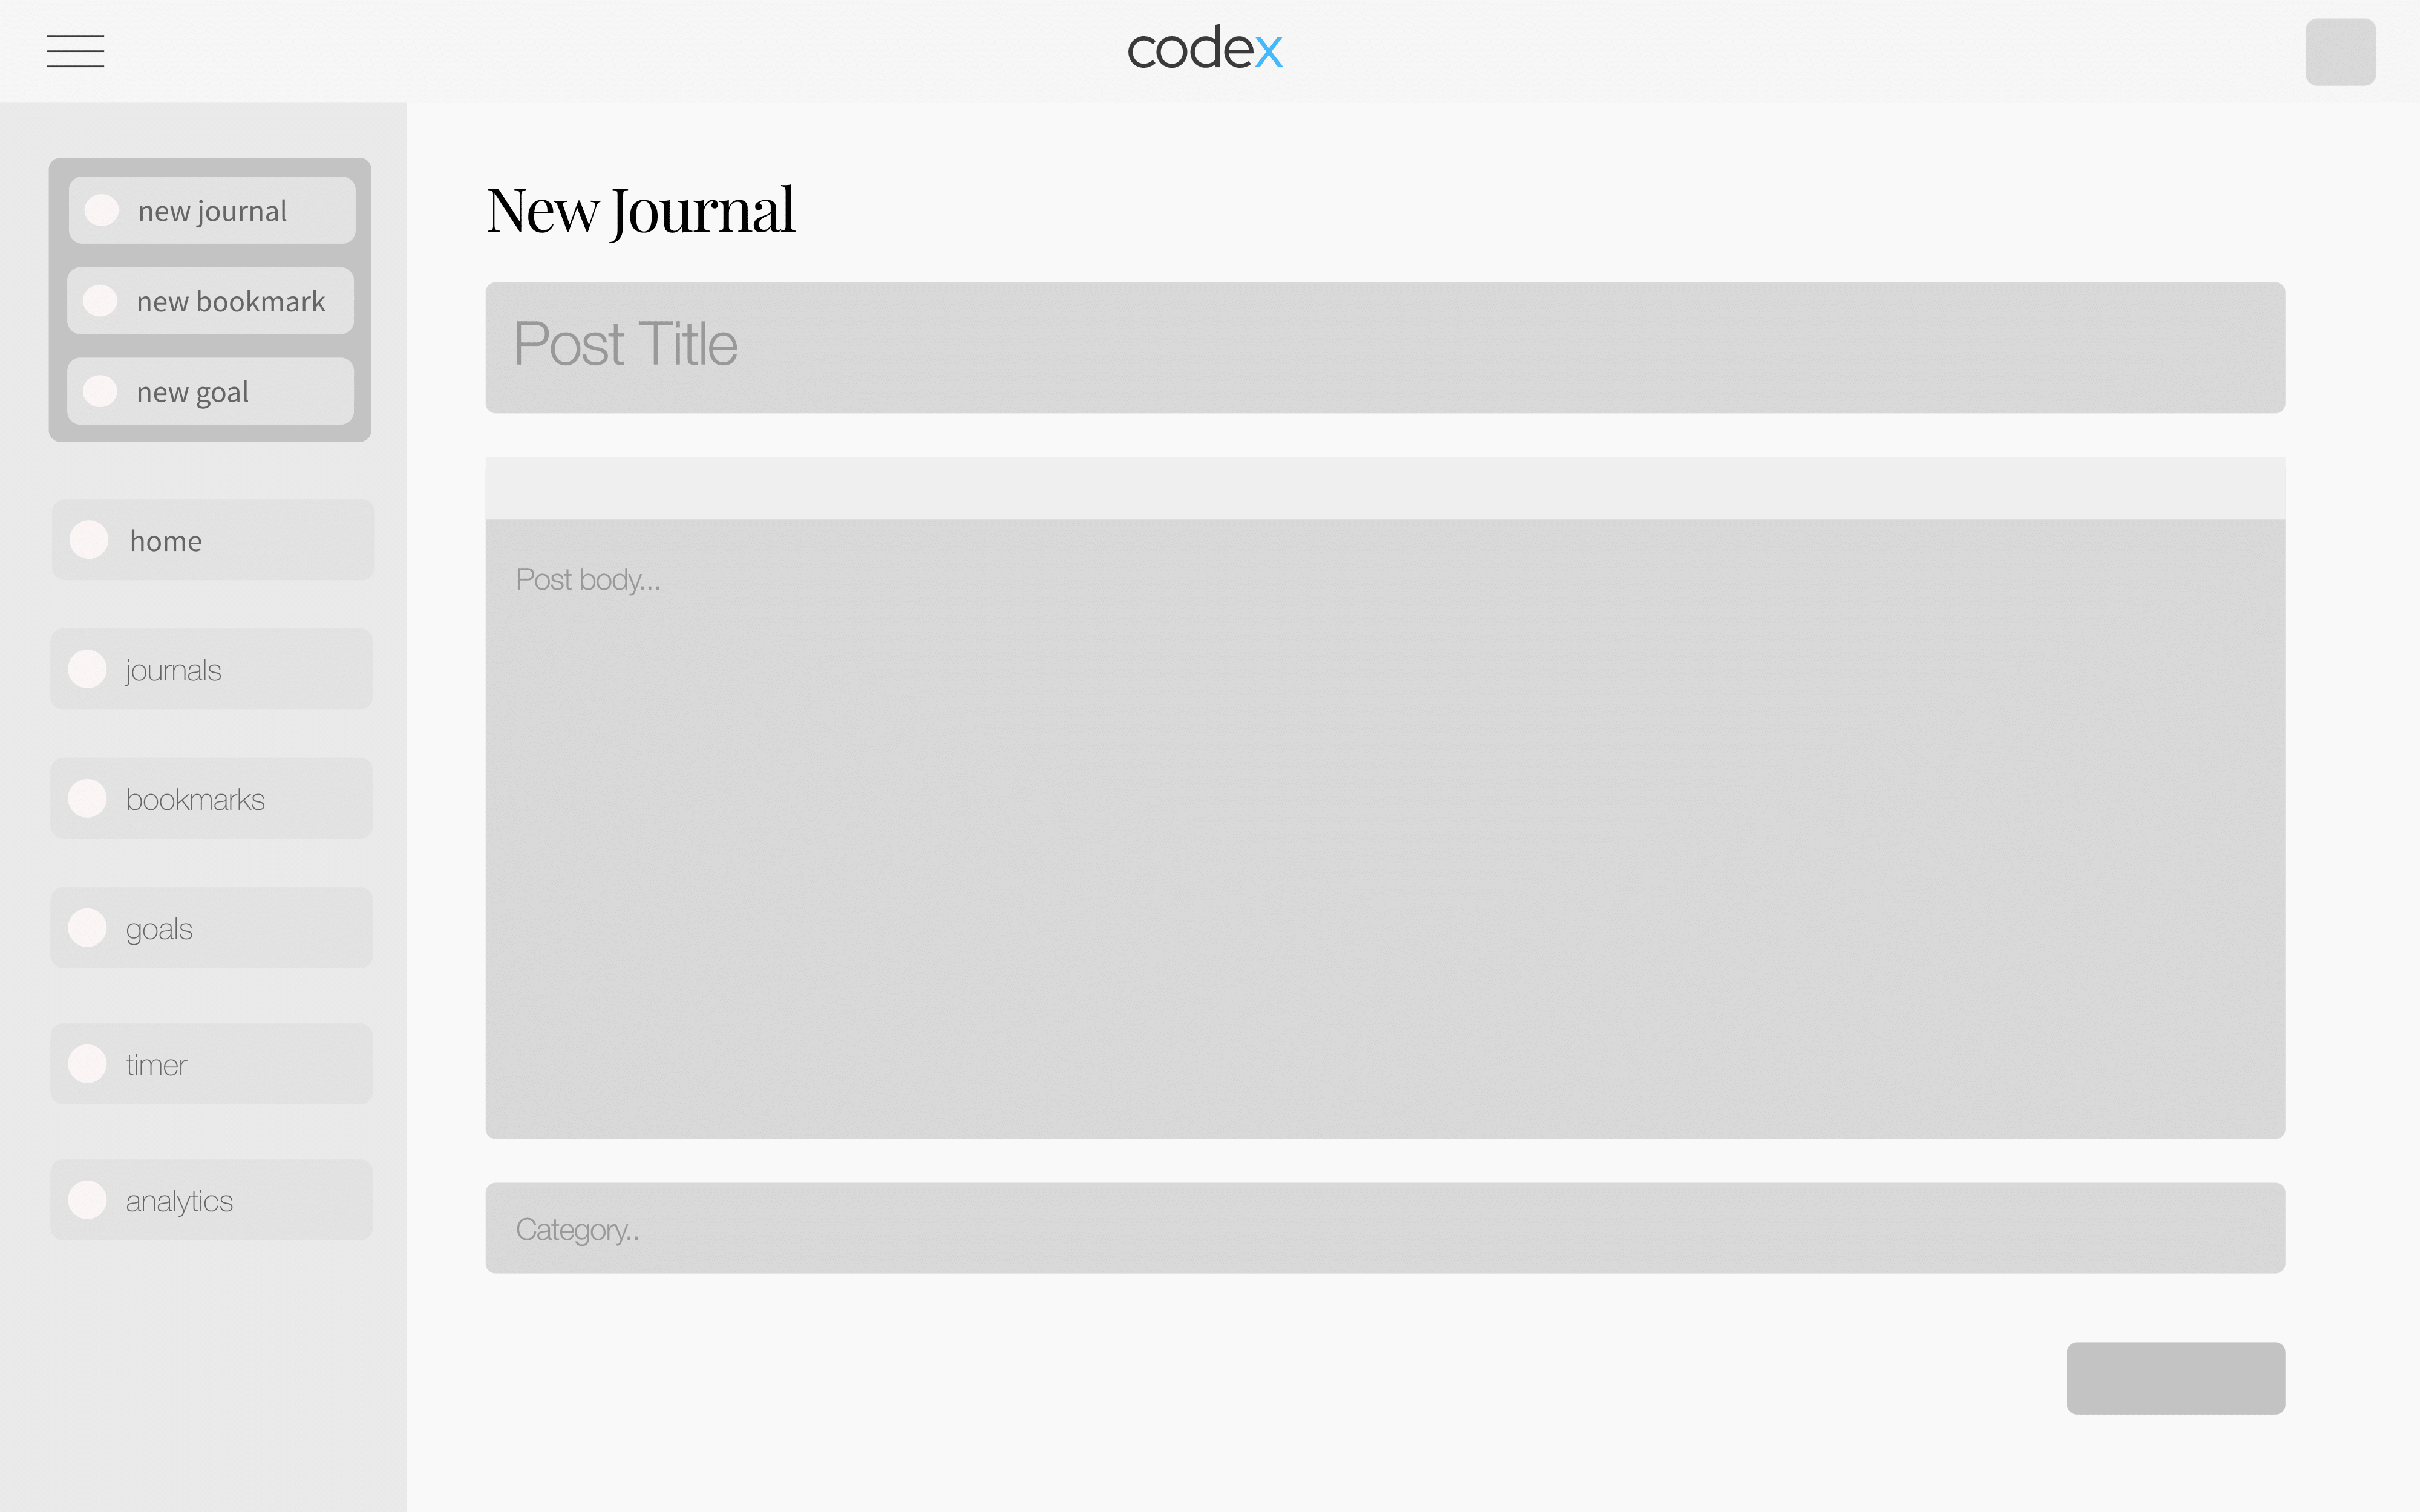 codex
new journal
new bookmark
new goal
home
journals
bookmarks
goals
timer
analytics
New Journal
Post Title
Post body...
Category..